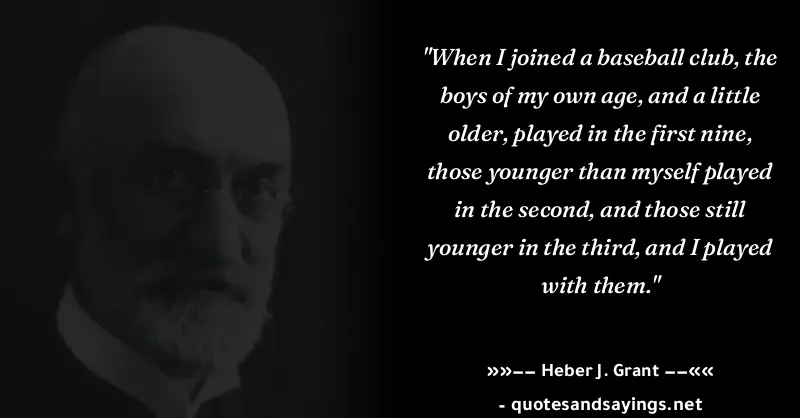 "When I joined a baseball club, the
boys of my own age, and a little
older, played in the first nine,
those younger than myself played
in the second, and those still
younger in the third, and I played
with them."
»»−− Heber J. Grant −−««
- quotesandsayings.net